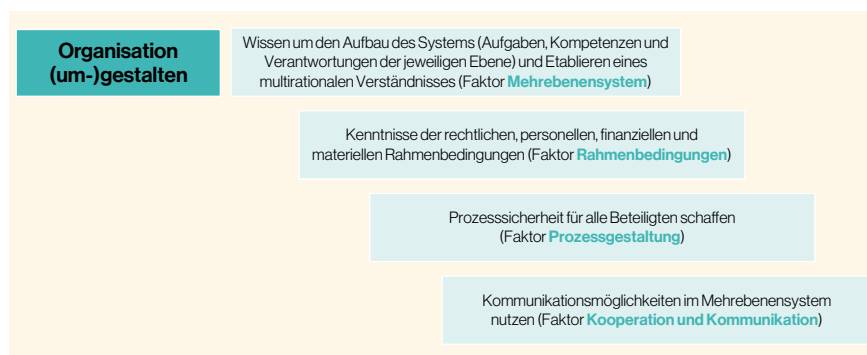 Organisation
(um-)gestalten
Wissen um den Aufbau des Systems (Aufgaben, Kompetenzen und
Verantwortungen der jeweiligen Ebene) und Etablieren eines
multirationalen Verständnisses (Faktor Mehrebenensystem)
Kenntnisse der rechtlichen, personellen, finanziellen und
materiellen Rahmenbedingungen (Faktor Rahmenbedingungen)
Prozesssicherheit für alle Beteiligten schaffen
(Faktor Prozessgestaltung)
Kommunikationsmöglichkeiten im Mehrebenensystem
nutzen (Faktor Kooperation und Kommunikation)